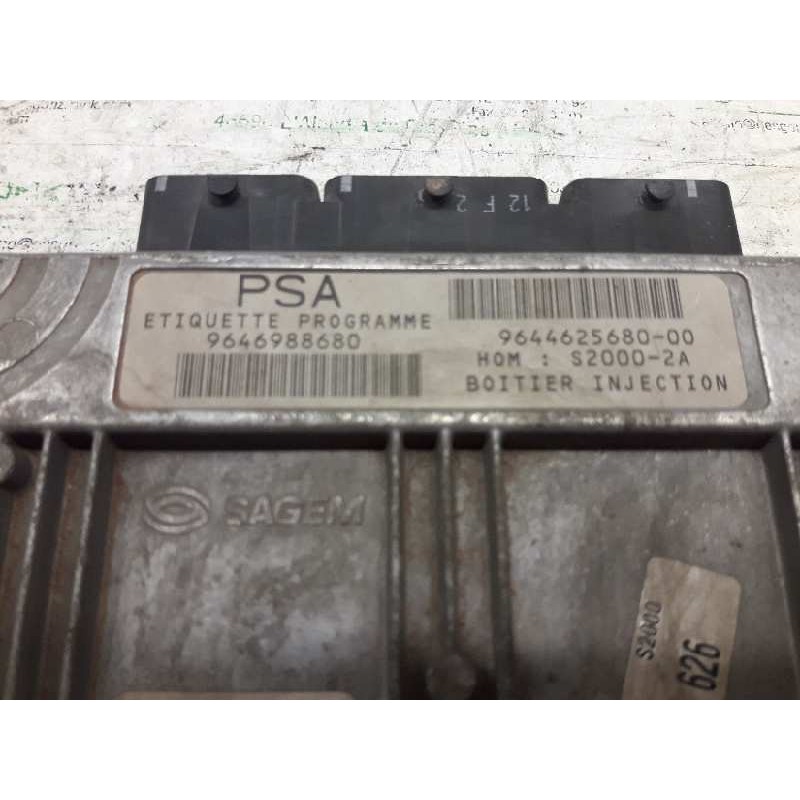 12 F 2
PSA
ETIQUETTE PROGRAMME
9646988680
9644625680-00
HOM : S2000-2A
BOITIER INJECTION
SAGEM
S2000
626